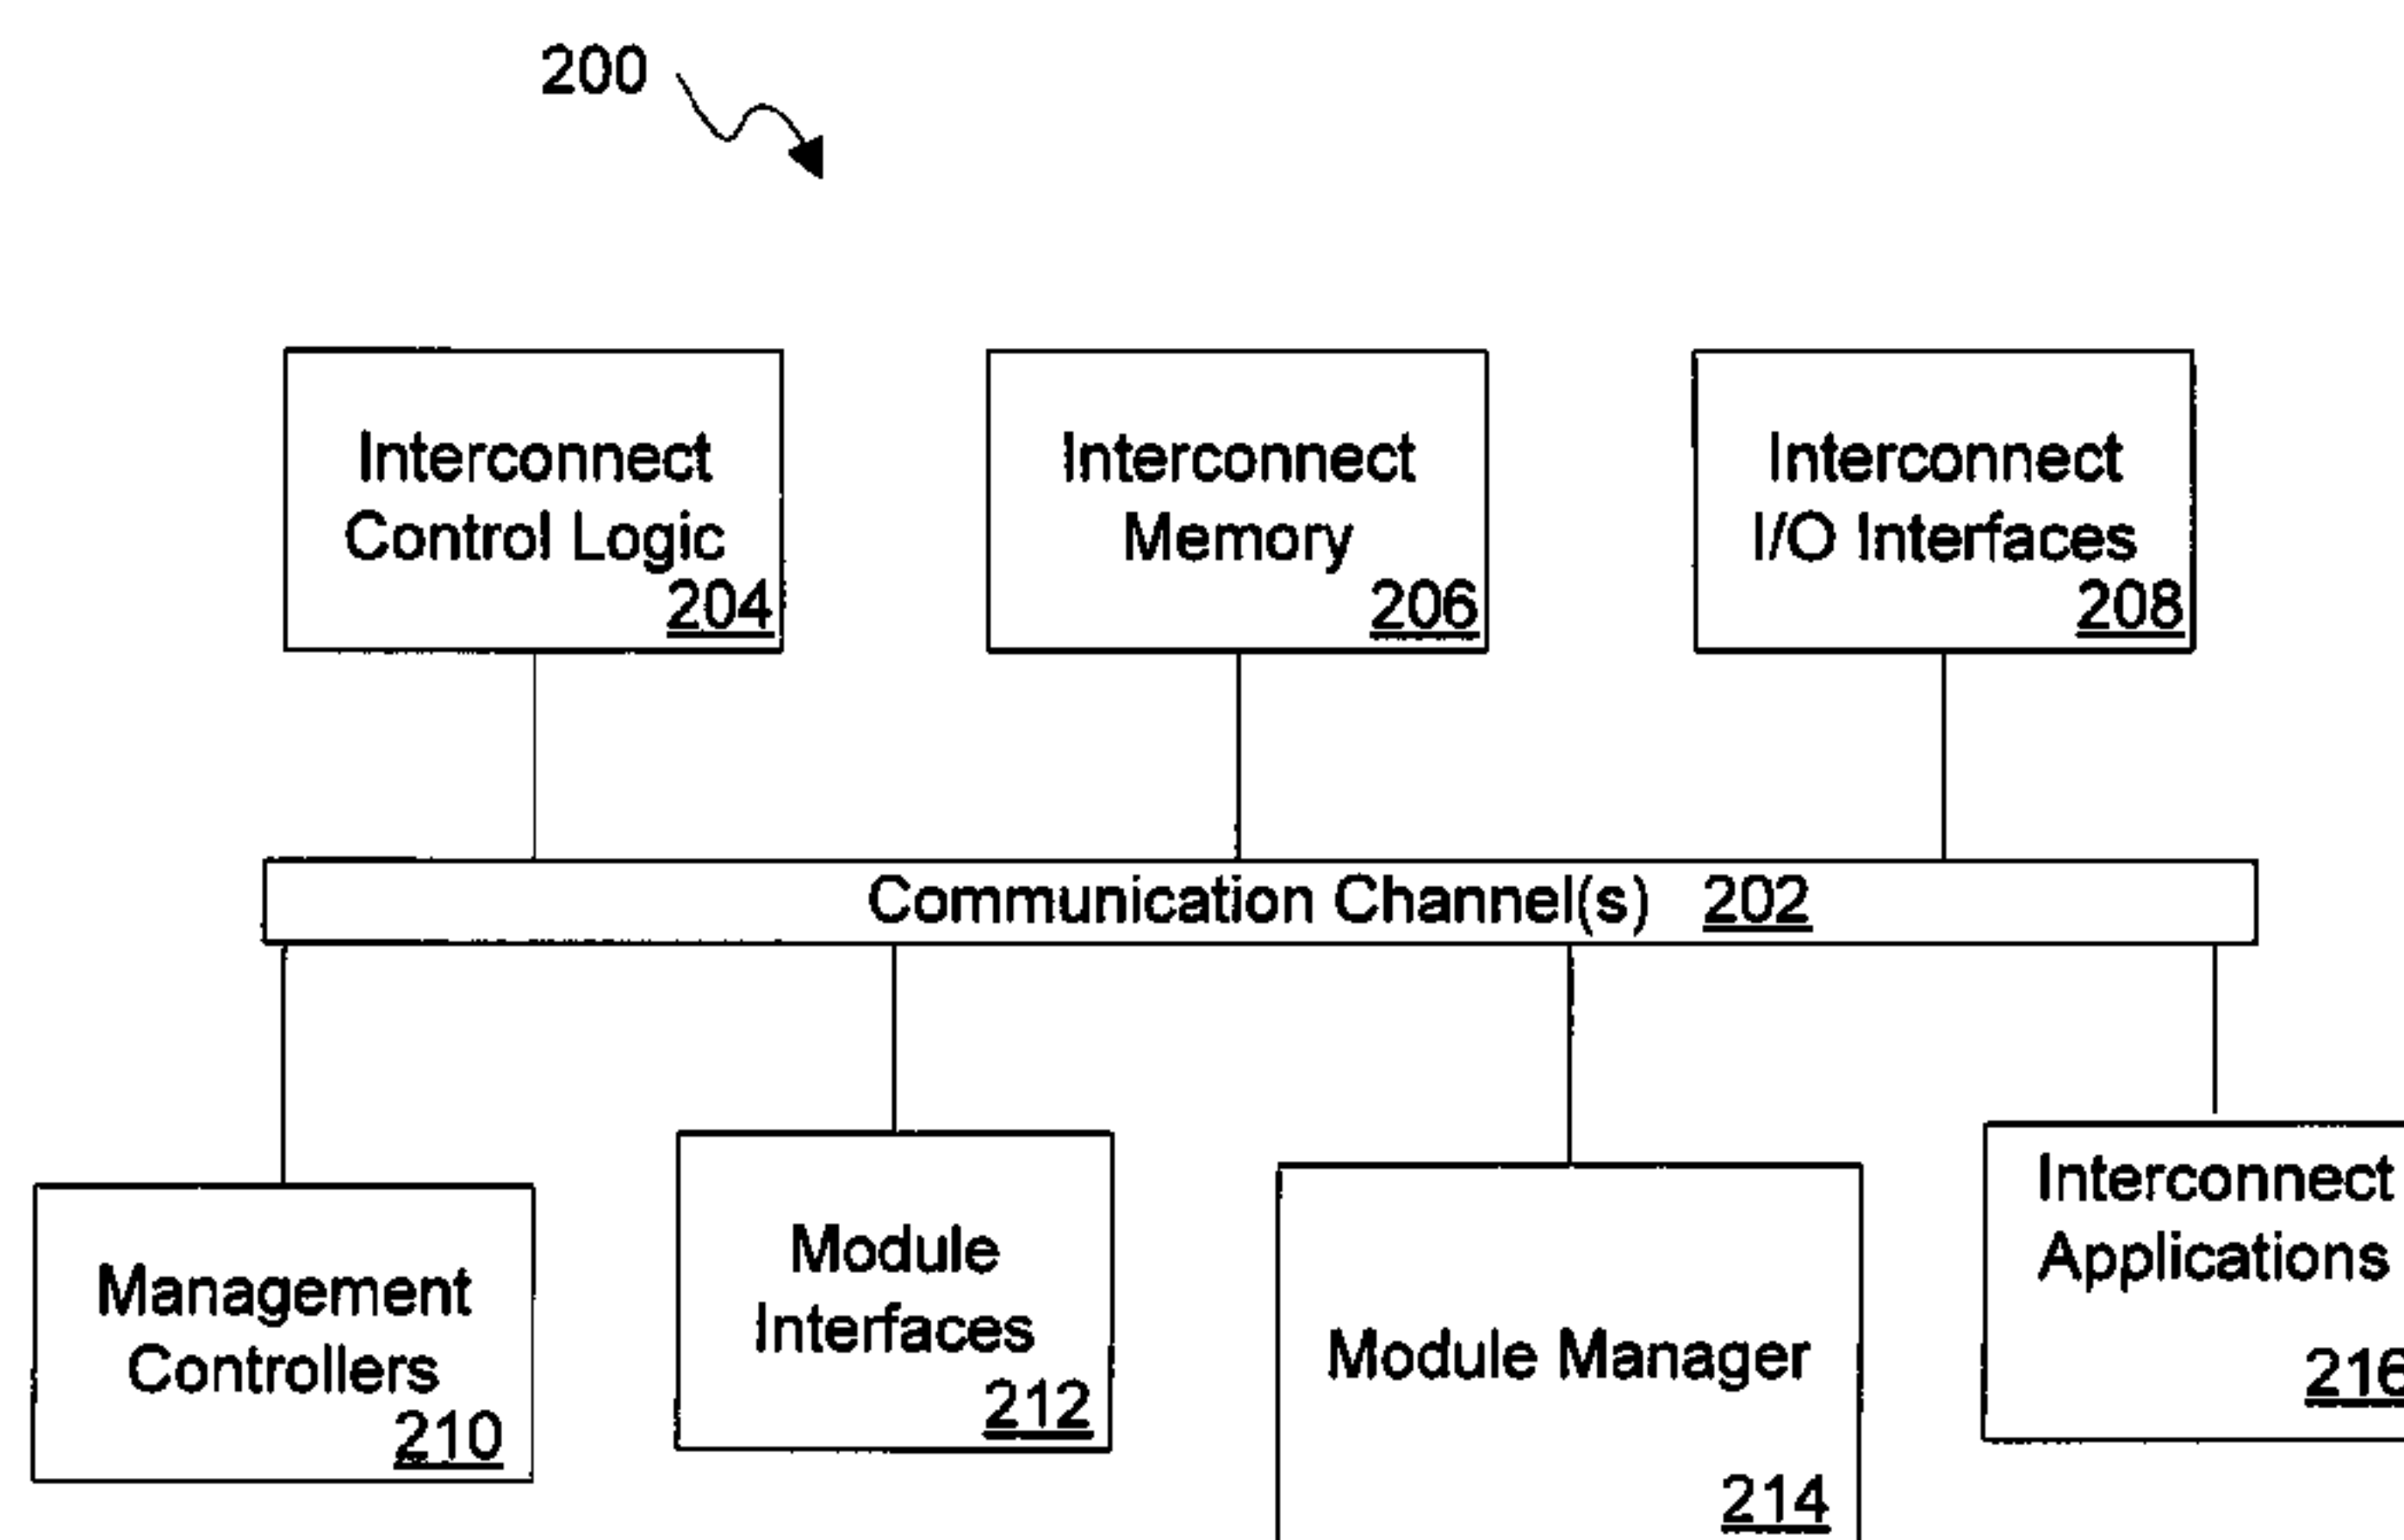 200
Interconnect
Control Logic
204
Interconnect
Memory
206
Interconnect
I/O Interfaces
208
Communication Channel(s) 202
Management
Controllers
210
Module
Interfaces
212
Module Manager
214
Interconnect
Applications
216